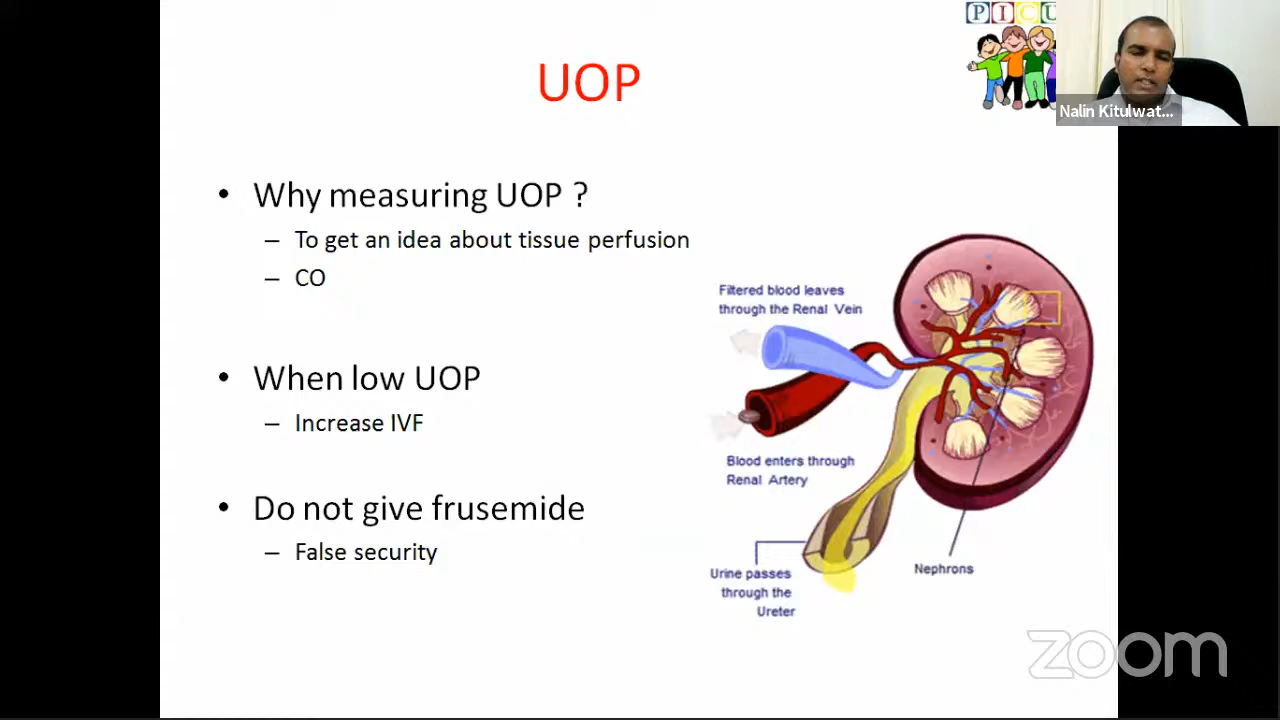 PICU
UOP
Nalin Kitulwat...
• Why measuring UOP ?
– To get an idea about tissue perfusion
– CO
• When low UOP
– Increase IVF
• Do not give frusemide
– False security
Filtered blood leaves
through the Renal Vein
Blood enters through
Renal Artery
Urine passes
through the
Ureter
Nephrons
zoom